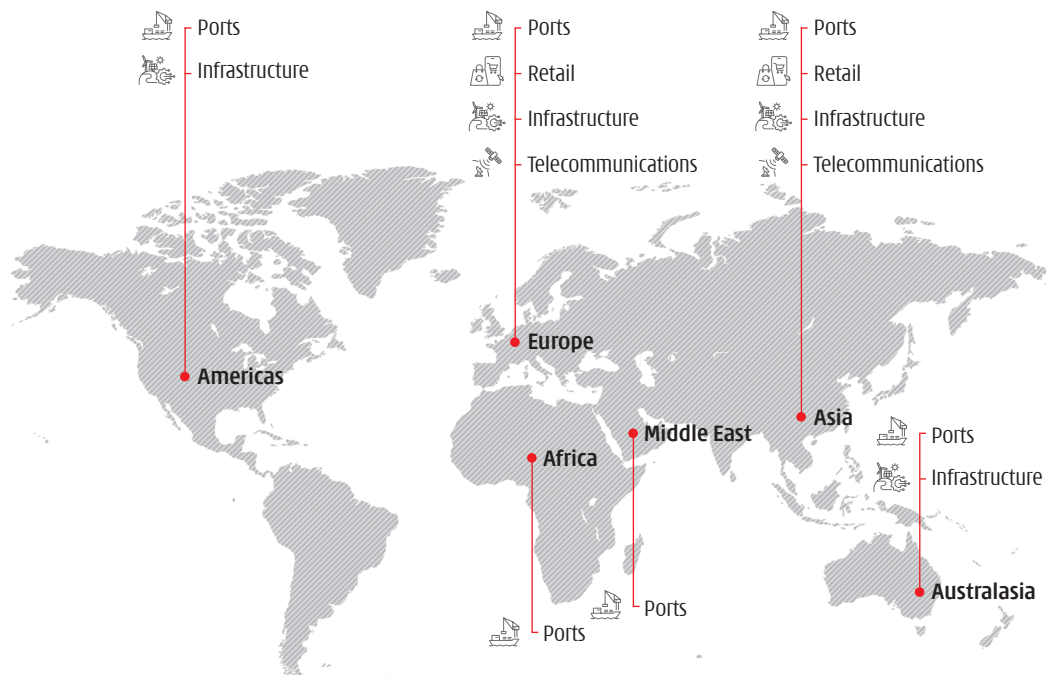 Ports
Infrastructure
Americas
Ports
Retail
Infrastructure
Telecommunications
Europe
Ports
Retail
Infrastructure
Telecommunications
Asia
Middle East
Ports
Africa
Ports
Ports
Infrastructure
Australasia